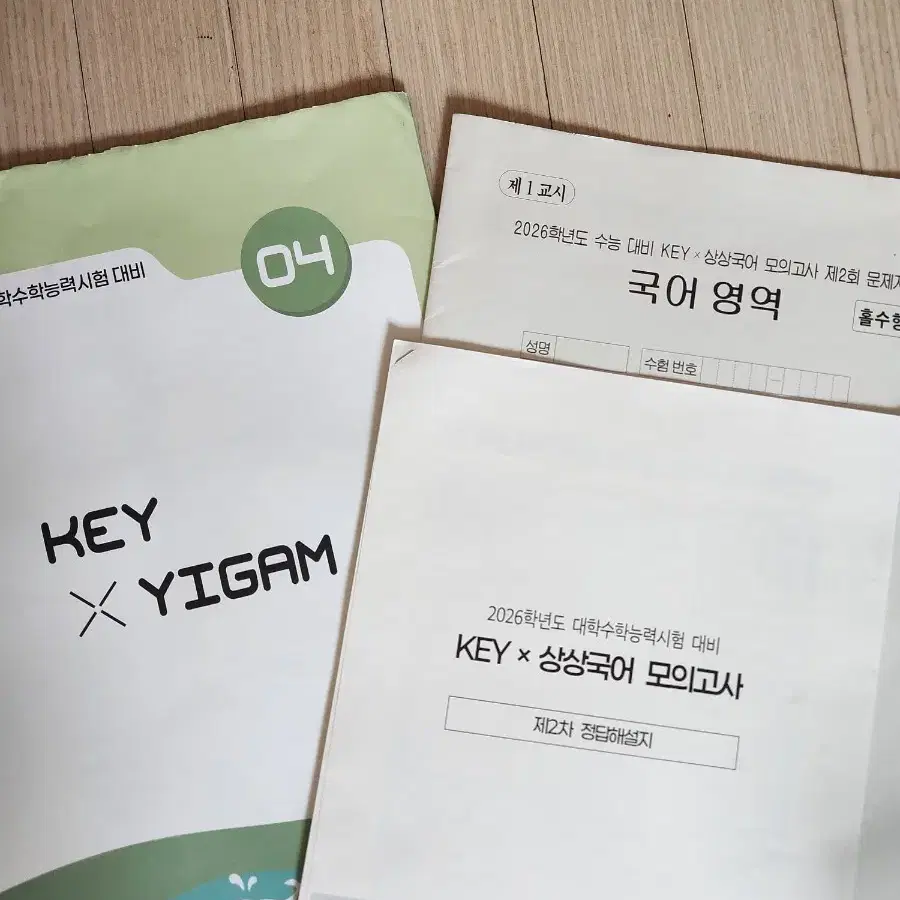 학수학능력시험 대비
04
KEY
× YIGAM
제 1 교시
2026학년도 수능 대비 KEY × 상상국어 모의고사 제2회 문제지
국어 영역
홀수형
성명
수험 번호
2026학년도 대학수학능력시험 대비
KEY × 상상국어 모의고사
제2차 정답해설지